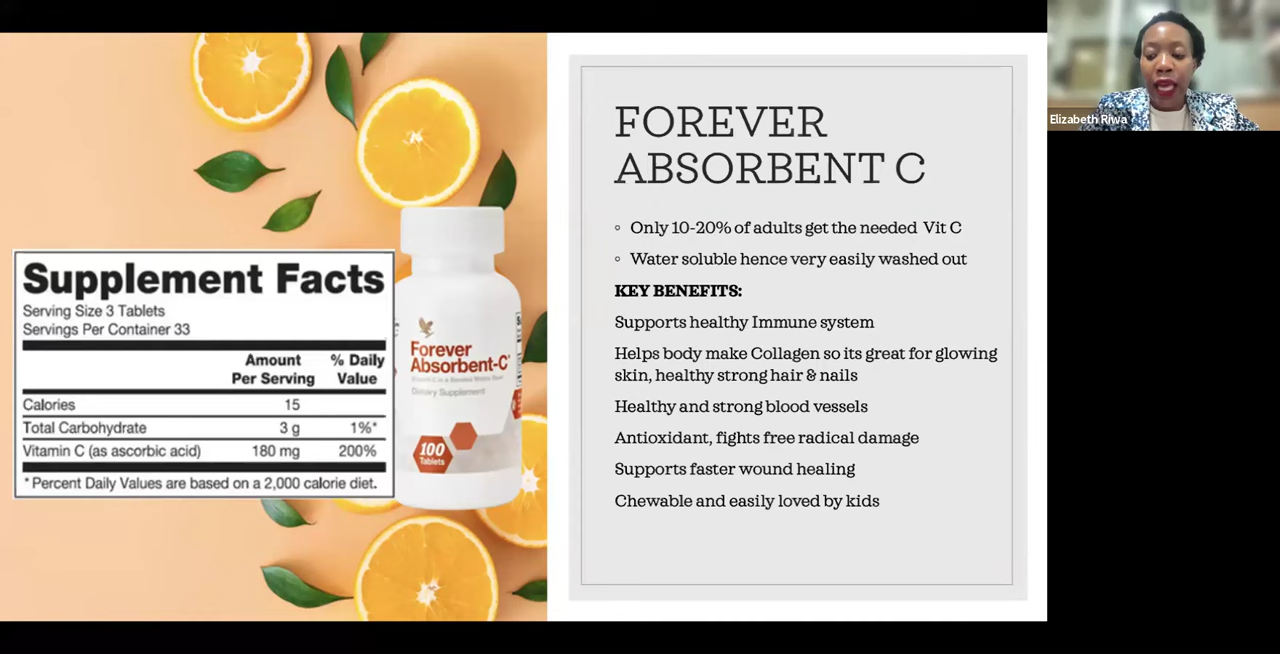 Supplement Facts
Serving Size 3 Tablets
Servings Per Container 33
Amount Per Serving % Daily Value
Calories 15
Total Carbohydrate 3 g 1%*
Vitamin C (as ascorbic acid) 180 mg 200%
* Percent Daily Values are based on a 2,000 calorie diet.
Forever
Absorbent-C
Dietary Supplement
100
Tablets
FOREVER
ABSORBENT C
◦ Only 10-20% of adults get the needed Vit C
◦ Water soluble hence very easily washed out
KEY BENEFITS:
Supports healthy Immune system
Helps body make Collagen so its great for glowing
skin, healthy strong hair & nails
Healthy and strong blood vessels
Antioxidant, fights free radical damage
Supports faster wound healing
Chewable and easily loved by kids
Elizabeth Riwa